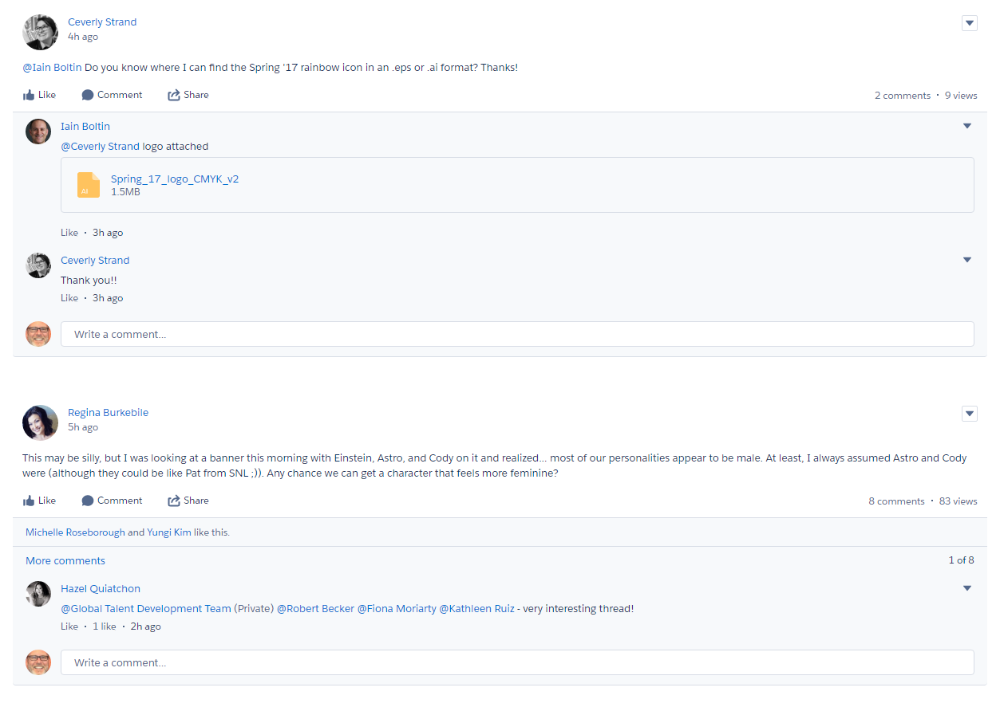 Ceverly Strand
4h ago
@Iain Boltin Do you know where I can find the Spring '17 rainbow icon in an .eps or .ai format? Thanks!
Like Comment Share 2 comments · 9 views
Iain Boltin
@Ceverly Strand logo attached
AI
Spring_17_logo_CMYK_v2
1.5MB
Like · 3h ago
Ceverly Strand
Thank you!!
Like · 3h ago
Write a comment...
Regina Burkebile
5h ago
This may be silly, but I was looking at a banner this morning with Einstein, Astro, and Cody on it and realized... most of our personalities appear to be male. At least, I always assumed Astro and Cody
were (although they could be like Pat from SNL ;)). Any chance we can get a character that feels more feminine?
Like Comment Share 8 comments · 83 views
Michelle Roseborough and Yungi Kim like this.
More comments 1 of 8
Hazel Quiatchon
@Global Talent Development Team (Private) @Robert Becker @Fiona Moriarty @Kathleen Ruiz - very interesting thread!
Like · 1 like · 2h ago
Write a comment...